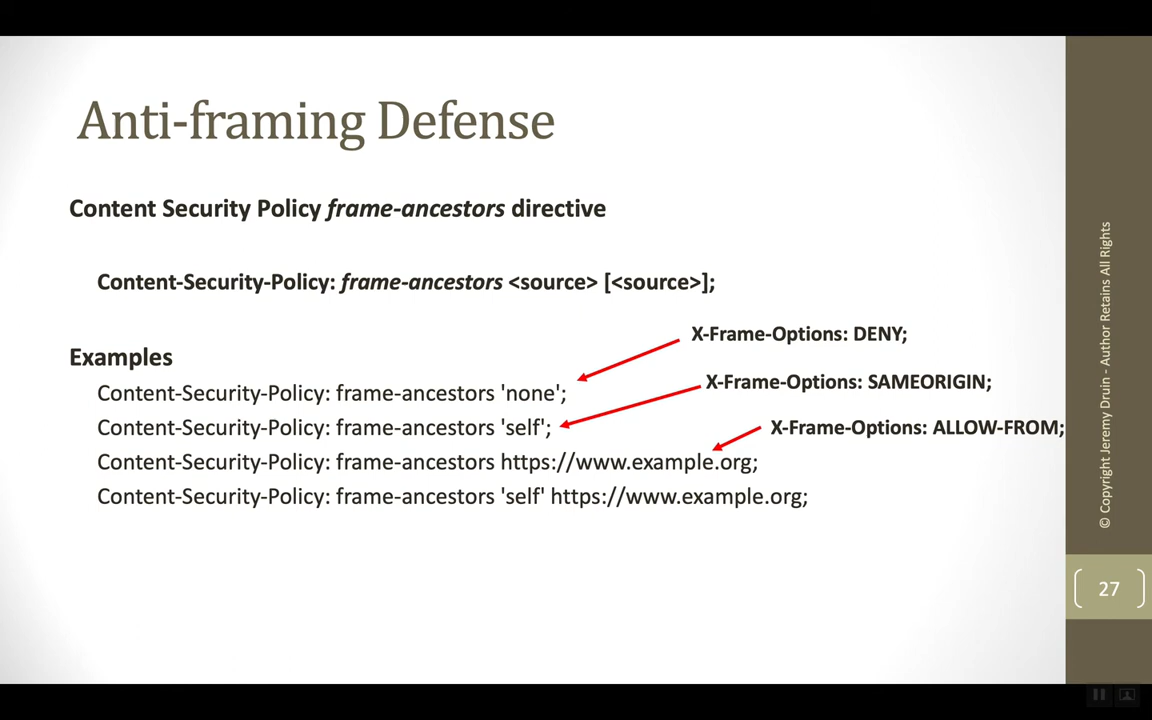 Anti-framing Defense
Content Security Policy frame-ancestors directive
Content-Security-Policy: frame-ancestors <source> [<source>];
X-Frame-Options: DENY;
Examples
X-Frame-Options: SAMEORIGIN;
Content-Security-Policy: frame-ancestors 'none';
X-Frame-Options: ALLOW-FROM;
Content-Security-Policy: frame-ancestors 'self';
Content-Security-Policy: frame-ancestors https://www.example.org;
Content-Security-Policy: frame-ancestors 'self' https://www.example.org;
© Copyright Jeremy Druin - Author Retains All Rights
27